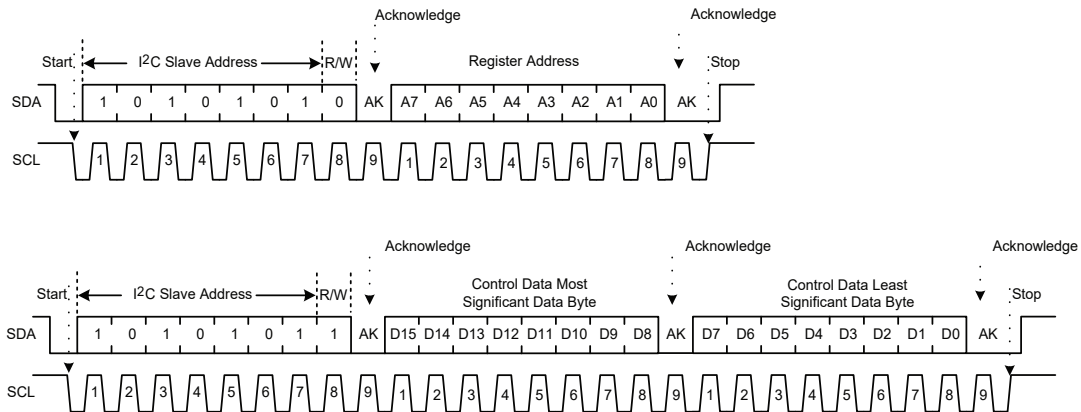 Acknowledge Acknowledge
Start I²C Slave Address R/W Register Address Stop
SDA 1 0 1 0 1 0 1 0 AK A7 A6 A5 A4 A3 A2 A1 A0 AK
SCL 1 2 3 4 5 6 7 8 9 1 2 3 4 5 6 7 8 9
Acknowledge Acknowledge Acknowledge
Start I²C Slave Address R/W Control Data Most Control Data Least Stop
Significant Data Byte Significant Data Byte
SDA 1 0 1 0 1 0 1 1 AK D15 D14 D13 D12 D11 D10 D9 D8 AK D7 D6 D5 D4 D3 D2 D1 D0 AK
SCL 1 2 3 4 5 6 7 8 9 1 2 3 4 5 6 7 8 9 1 2 3 4 5 6 7 8 9